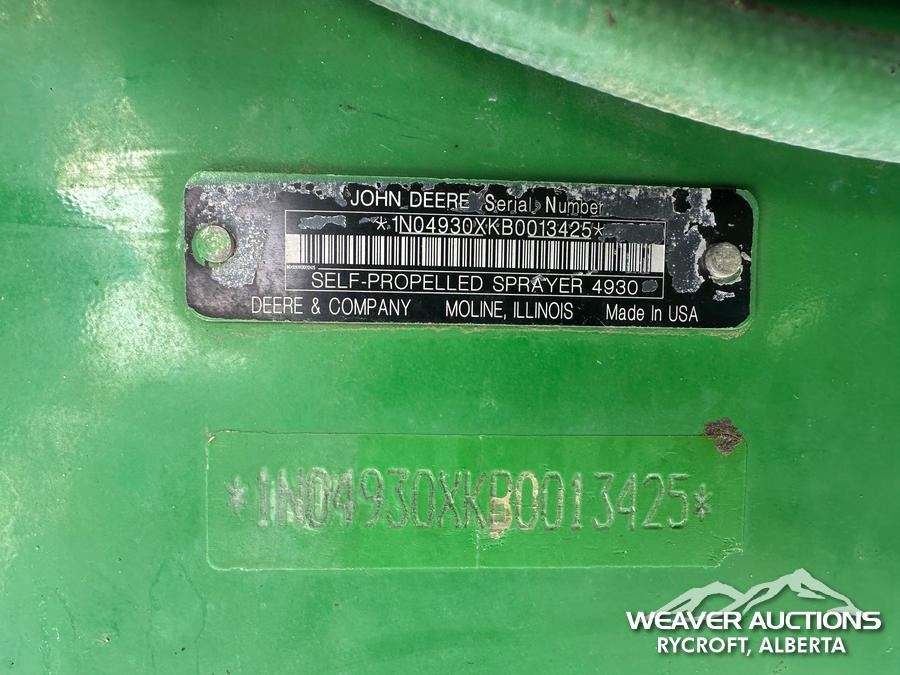 JOHN DEERE Serial Number
*1N04930XKB0013425*
SELF-PROPELLED SPRAYER 4930
DEERE & COMPANY MOLINE, ILLINOIS Made In USA
*1N04930XKB0013425*
WEAVER AUCTIONS
RYCROFT, ALBERTA